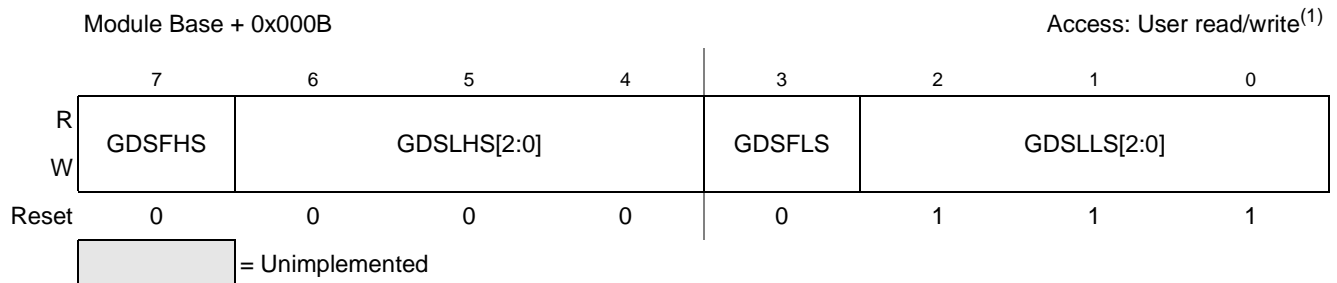 Module Base + 0x000B Access: User read/write(1)
7 6 5 4 3 2 1 0
R
GDSFHS GDSLHS[2:0] GDSFLS GDSLLS[2:0]
W
Reset 0 0 0 0 0 1 1 1
= Unimplemented